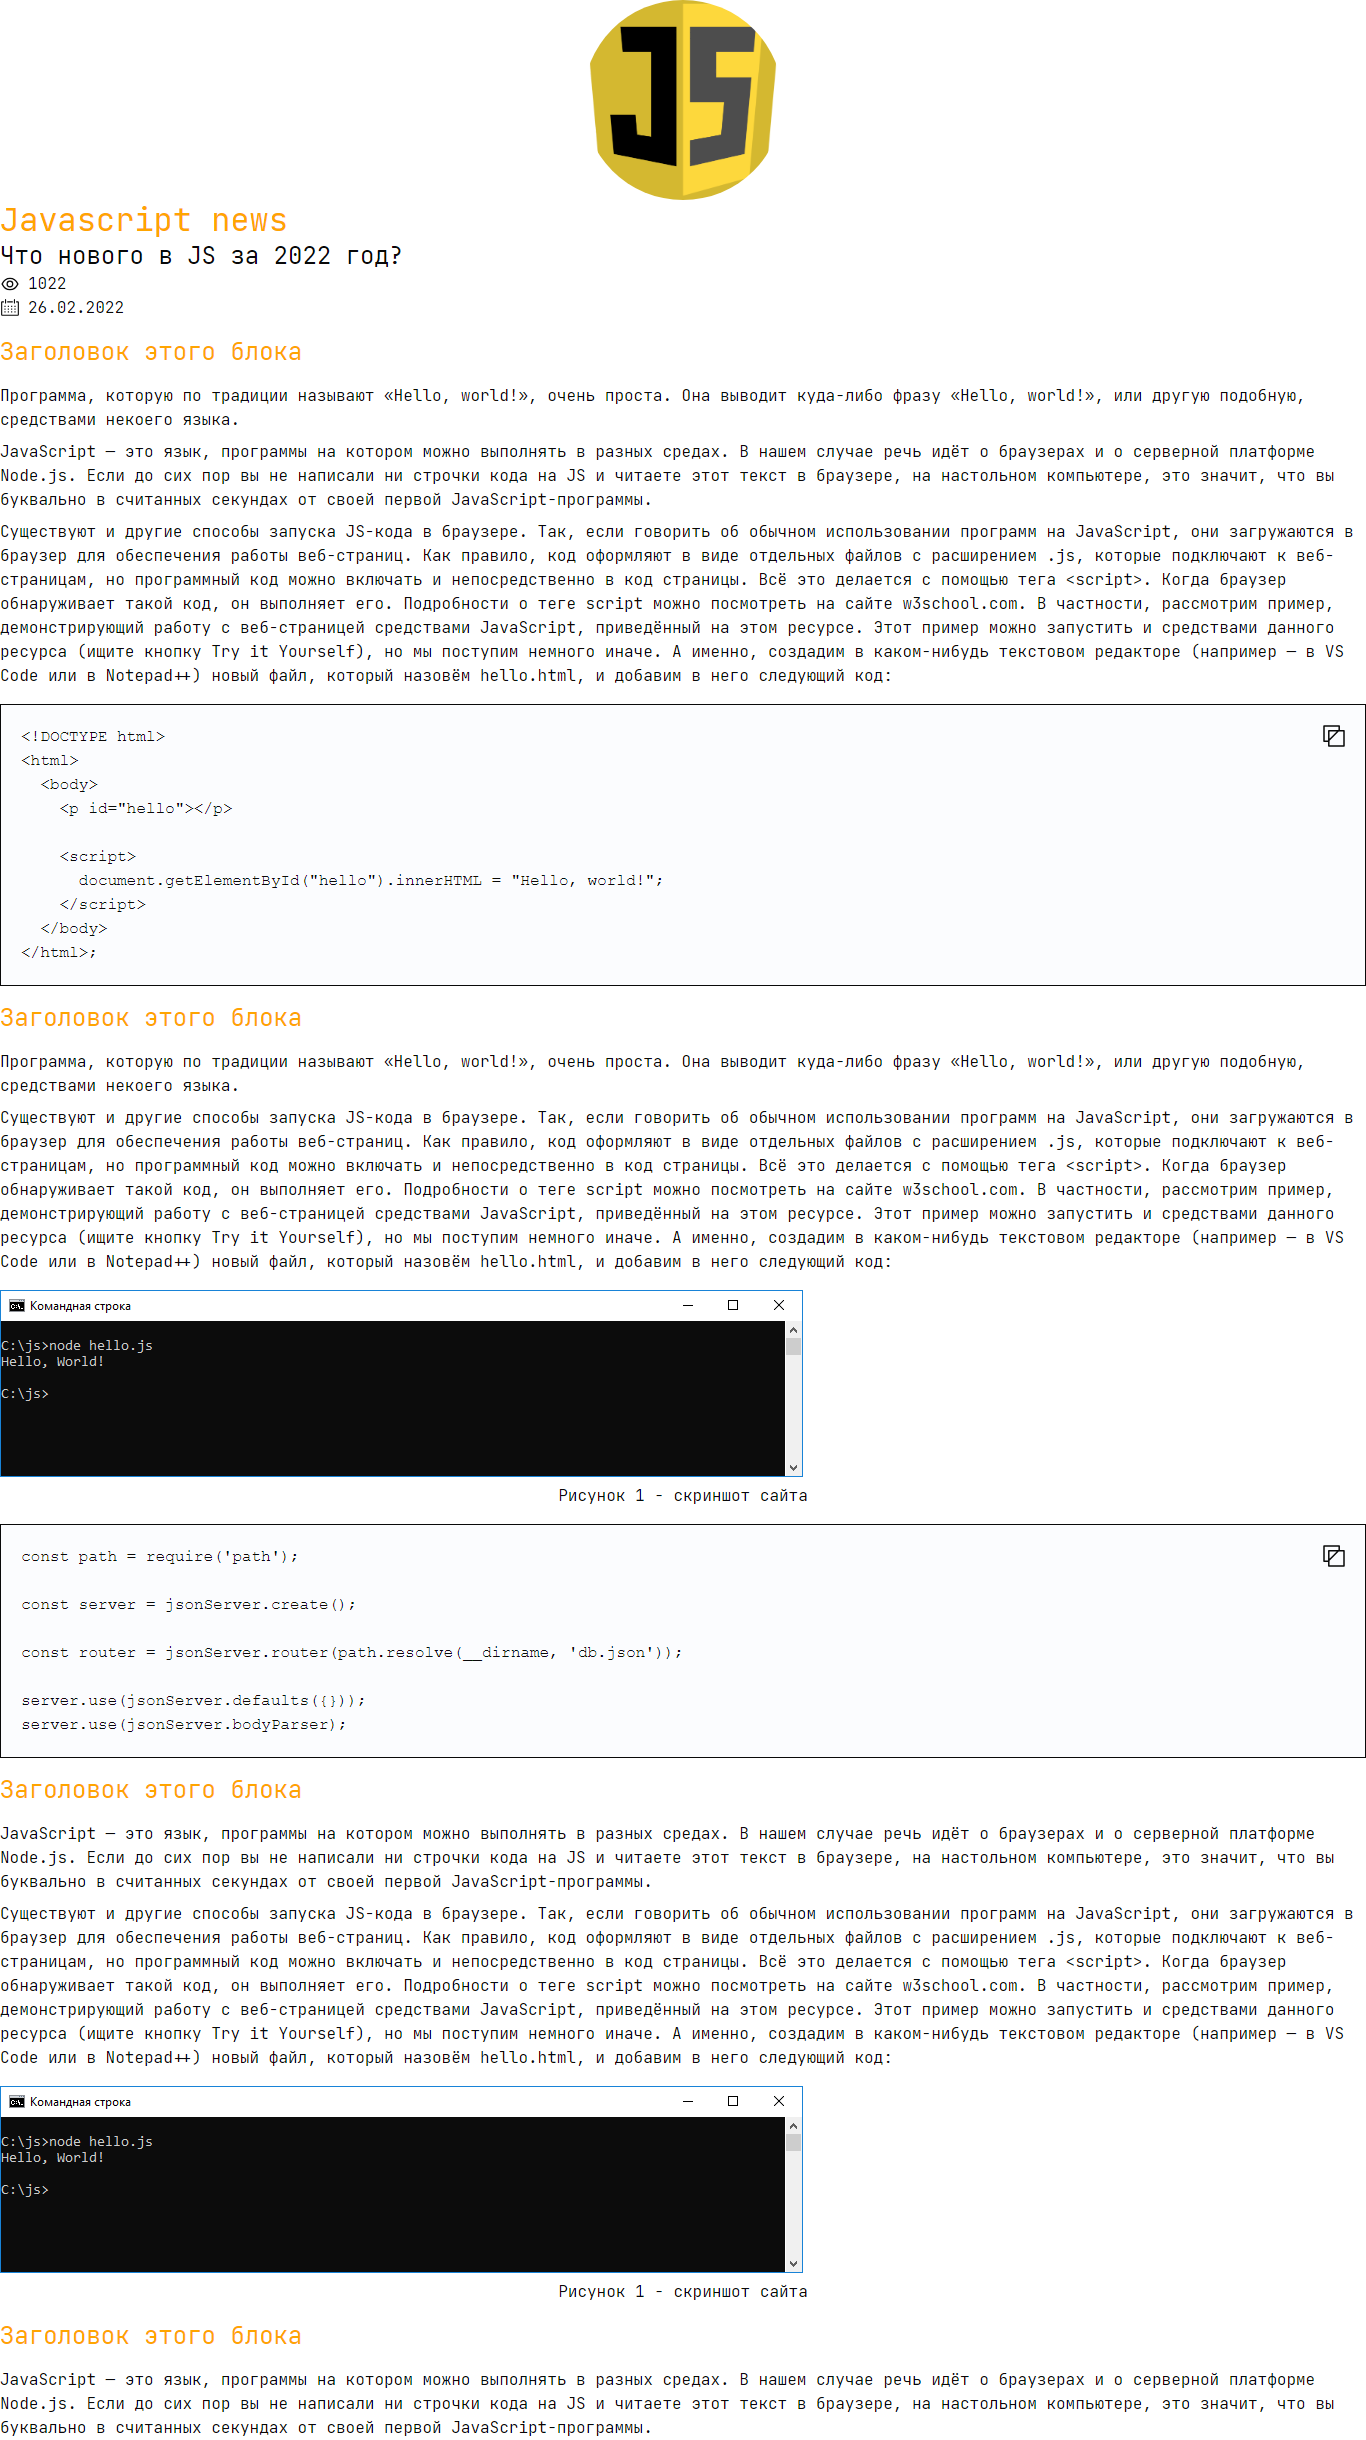 JS
Javascript news
Что нового в JS за 2022 год?
1022
26.02.2022
Заголовок этого блока
Программа, которую по традиции называют «Hello, world!», очень проста. Она выводит куда-либо фразу «Hello, world!», или другую подобную,
средствами некоего языка.
JavaScript — это язык, программы на котором можно выполнять в разных средах. В нашем случае речь идёт о браузерах и о серверной платформе
Node.js. Если до сих пор вы не написали ни строчки кода на JS и читаете этот текст в браузере, на настольном компьютере, это значит, что вы
буквально в считанных секундах от своей первой JavaScript-программы.
Существуют и другие способы запуска JS-кода в браузере. Так, если говорить об обычном использовании программ на JavaScript, они загружаются в
браузер для обеспечения работы веб-страниц. Как правило, код оформляют в виде отдельных файлов с расширением .js, которые подключают к веб-
страницам, но программный код можно включать и непосредственно в код страницы. Всё это делается с помощью тега <script>. Когда браузер
обнаруживает такой код, он выполняет его. Подробности о теге script можно посмотреть на сайте w3school.com. В частности, рассмотрим пример,
демонстрирующий работу с веб-страницей средствами JavaScript, приведённый на этом ресурсе. Этот пример можно запустить и средствами данного
ресурса (ищите кнопку Try it Yourself), но мы поступим немного иначе. А именно, создадим в каком-нибудь текстовом редакторе (например — в VS
Code или в Notepad++) новый файл, который назовём hello.html, и добавим в него следующий код:
<!DOCTYPE html>
<html>
  <body>
    <p id="hello"></p>

    <script>
      document.getElementById("hello").innerHTML = "Hello, world!";
    </script>
  </body>
</html>;
Заголовок этого блока
Программа, которую по традиции называют «Hello, world!», очень проста. Она выводит куда-либо фразу «Hello, world!», или другую подобную,
средствами некоего языка.
Существуют и другие способы запуска JS-кода в браузере. Так, если говорить об обычном использовании программ на JavaScript, они загружаются в
браузер для обеспечения работы веб-страниц. Как правило, код оформляют в виде отдельных файлов с расширением .js, которые подключают к веб-
страницам, но программный код можно включать и непосредственно в код страницы. Всё это делается с помощью тега <script>. Когда браузер
обнаруживает такой код, он выполняет его. Подробности о теге script можно посмотреть на сайте w3school.com. В частности, рассмотрим пример,
демонстрирующий работу с веб-страницей средствами JavaScript, приведённый на этом ресурсе. Этот пример можно запустить и средствами данного
ресурса (ищите кнопку Try it Yourself), но мы поступим немного иначе. А именно, создадим в каком-нибудь текстовом редакторе (например — в VS
Code или в Notepad++) новый файл, который назовём hello.html, и добавим в него следующий код:
Командная строка
C:\js>node hello.js
Hello, World!
C:\js>
Рисунок 1 - скриншот сайта
const path = require('path');

const server = jsonServer.create();

const router = jsonServer.router(path.resolve(__dirname, 'db.json'));

server.use(jsonServer.defaults({}));
server.use(jsonServer.bodyParser);
Заголовок этого блока
JavaScript — это язык, программы на котором можно выполнять в разных средах. В нашем случае речь идёт о браузерах и о серверной платформе
Node.js. Если до сих пор вы не написали ни строчки кода на JS и читаете этот текст в браузере, на настольном компьютере, это значит, что вы
буквально в считанных секундах от своей первой JavaScript-программы.
Существуют и другие способы запуска JS-кода в браузере. Так, если говорить об обычном использовании программ на JavaScript, они загружаются в
браузер для обеспечения работы веб-страниц. Как правило, код оформляют в виде отдельных файлов с расширением .js, которые подключают к веб-
страницам, но программный код можно включать и непосредственно в код страницы. Всё это делается с помощью тега <script>. Когда браузер
обнаруживает такой код, он выполняет его. Подробности о теге script можно посмотреть на сайте w3school.com. В частности, рассмотрим пример,
демонстрирующий работу с веб-страницей средствами JavaScript, приведённый на этом ресурсе. Этот пример можно запустить и средствами данного
ресурса (ищите кнопку Try it Yourself), но мы поступим немного иначе. А именно, создадим в каком-нибудь текстовом редакторе (например — в VS
Code или в Notepad++) новый файл, который назовём hello.html, и добавим в него следующий код:
Командная строка
C:\js>node hello.js
Hello, World!
C:\js>
Рисунок 1 - скриншот сайта
Заголовок этого блока
JavaScript — это язык, программы на котором можно выполнять в разных средах. В нашем случае речь идёт о браузерах и о серверной платформе
Node.js. Если до сих пор вы не написали ни строчки кода на JS и читаете этот текст в браузере, на настольном компьютере, это значит, что вы
буквально в считанных секундах от своей первой JavaScript-программы.